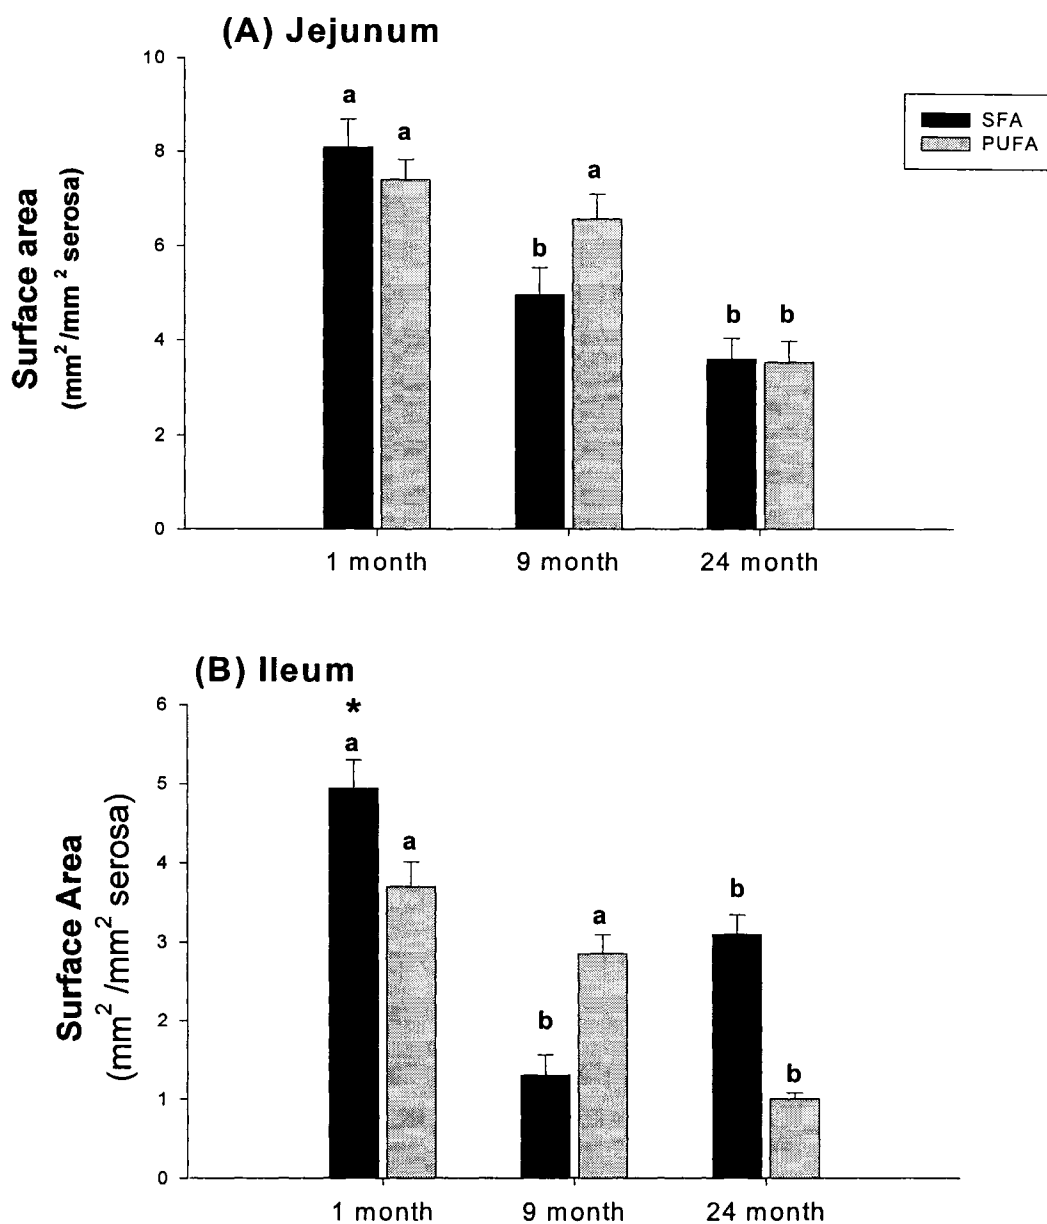 (A) Jejunum
10
8
6
4
2
0
Surface area
(mm²/mm² serosa)
a
a
b
a
b
b
SFA
PUFA
1 month
9 month
24 month
(B) Ileum
6
5
4
3
2
1
0
Surface Area
(mm²/mm² serosa)
*
a
a
b
a
b
b
1 month
9 month
24 month